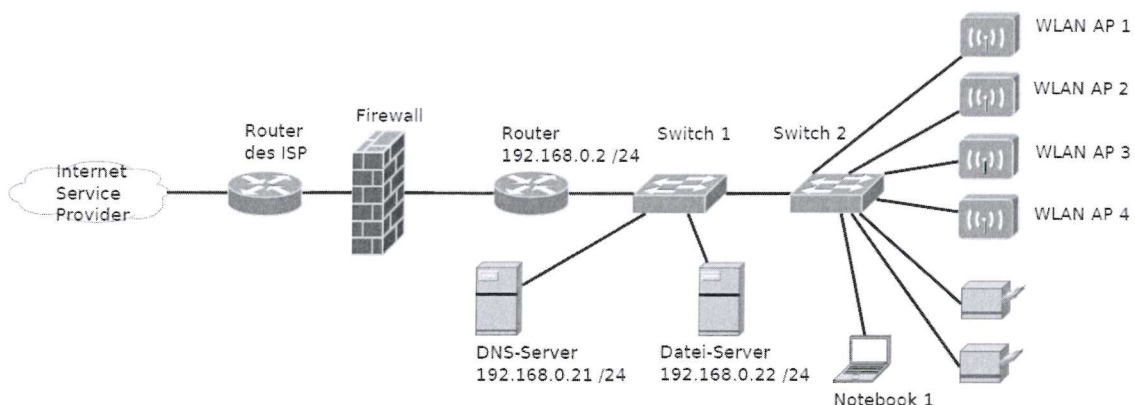 Internet
Service
Provider
Router
des ISP
Firewall
Router
192.168.0.2 /24
Switch 1
Switch 2
WLAN AP 1
WLAN AP 2
WLAN AP 3
WLAN AP 4
DNS-Server
192.168.0.21 /24
Datei-Server
192.168.0.22 /24
Notebook 1